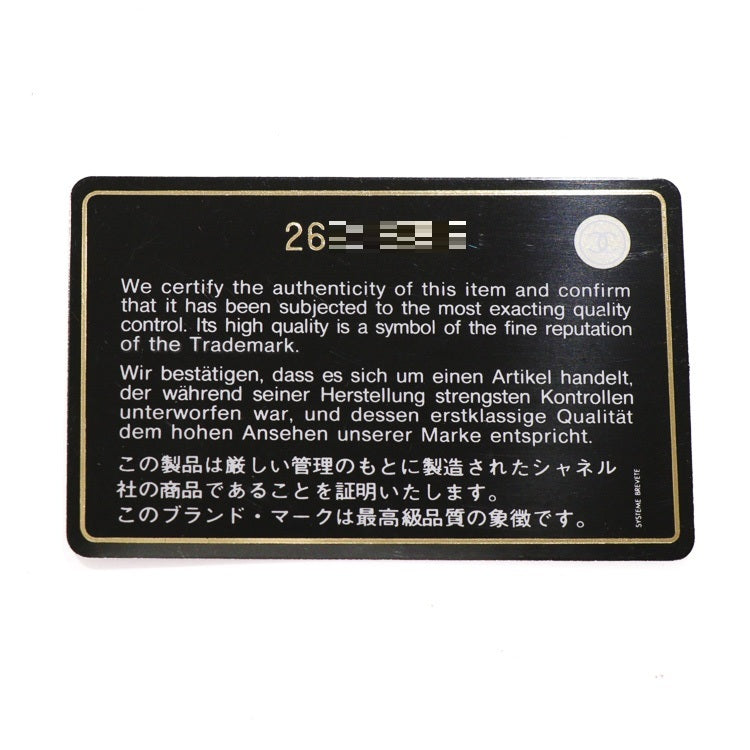 26
We certify the authenticity of this item and confirm
that it has been subjected to the most exacting quality
control. Its high quality is a symbol of the fine reputation
of the Trademark.
Wir bestätigen, dass es sich um einen Artikel handelt,
der während seiner Herstellung strengsten Kontrollen
unterworfen war, und dessen erstklassige Qualität
dem hohen Ansehen unserer Marke entspricht.
この製品は厳しい管理のもとに製造されたシャネル
社の商品であることを証明いたします。
このブランド・マークは最高級品質の象徴です。
SYSTEME BREVETE